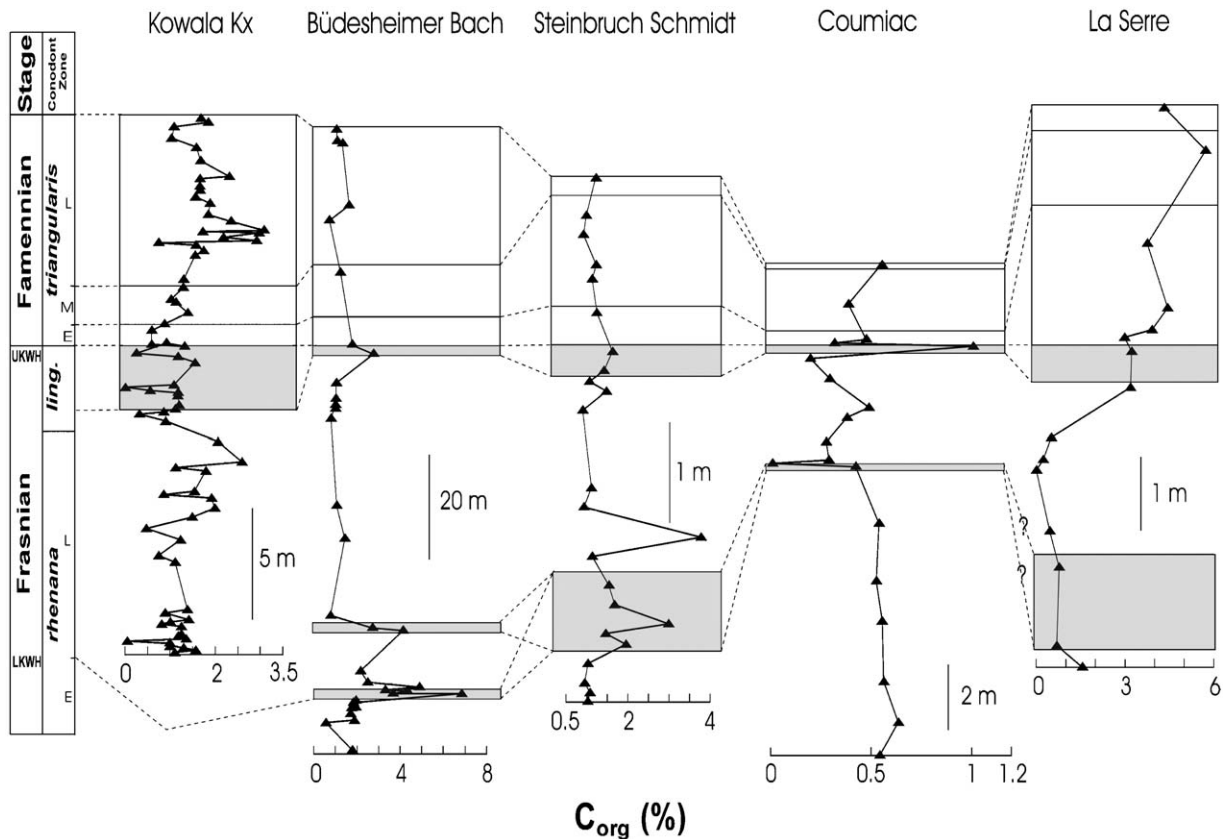 Kowala Kx
Büdesheimer Bach
Steinbruch Schmidt
Coumiac
La Serre
Stage
Conodont
Zone
Famennian
triangularis
L
M
E
UKWH
ling.
Frasnian
rhenana
L
LKWH
E
5 m
20 m
1 m
2 m
1 m
?
?
0 2 3.5
0 4 8
0.5 2 4
0 0.5 1 1.2
0 3 6
Corg (%)